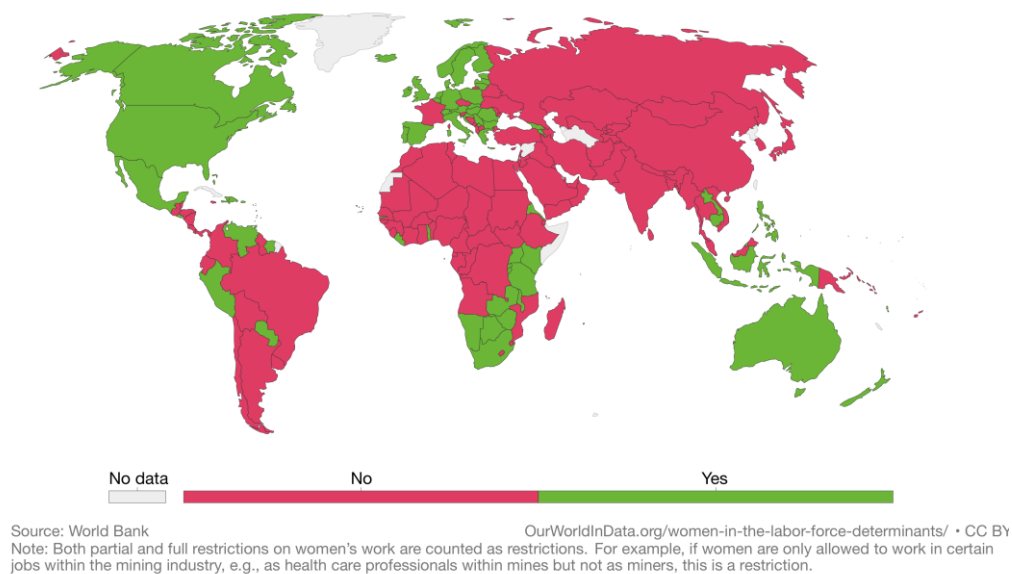 No data
No
Yes
Source: World Bank
OurWorldInData.org/women-in-the-labor-force-determinants/ • CC BY
Note: Both partial and full restrictions on women's work are counted as restrictions. For example, if women are only allowed to work in certain
jobs within the mining industry, e.g., as health care professionals within mines but not as miners, this is a restriction.